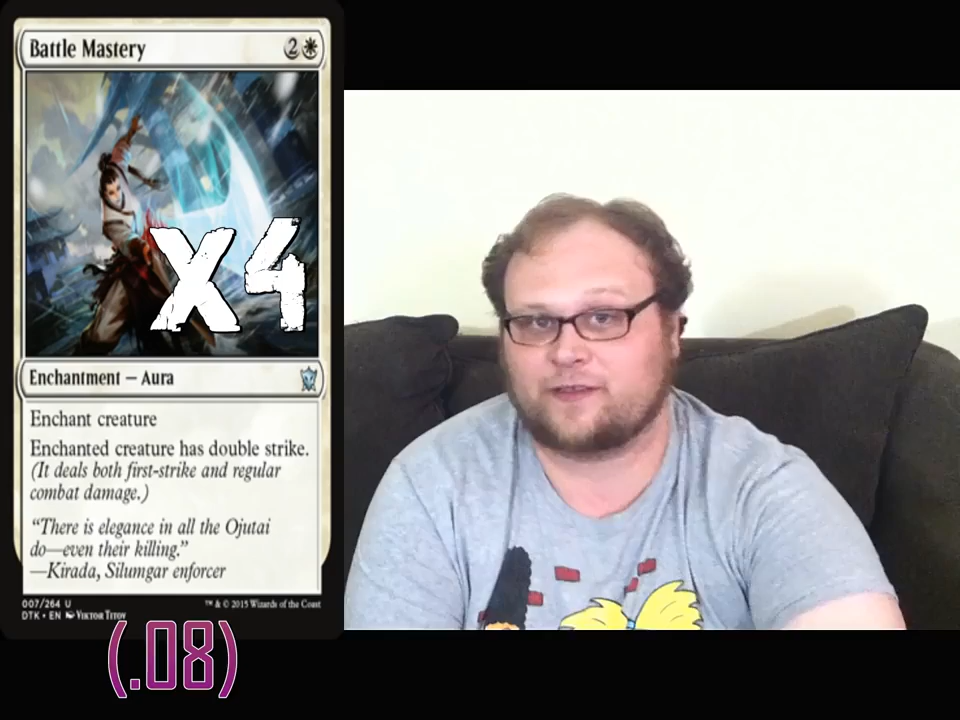 Battle Mastery 2
X4
Enchantment — Aura
Enchant creature
Enchanted creature has double strike.
(It deals both first-strike and regular
combat damage.)
“There is elegance in all the Ojutai
do—even their killing.”
—Kirada, Silumgar enforcer
007/264 U ™ & © 2015 Wizards of the Coast
DTK • EN Viktor Titov
(.08)